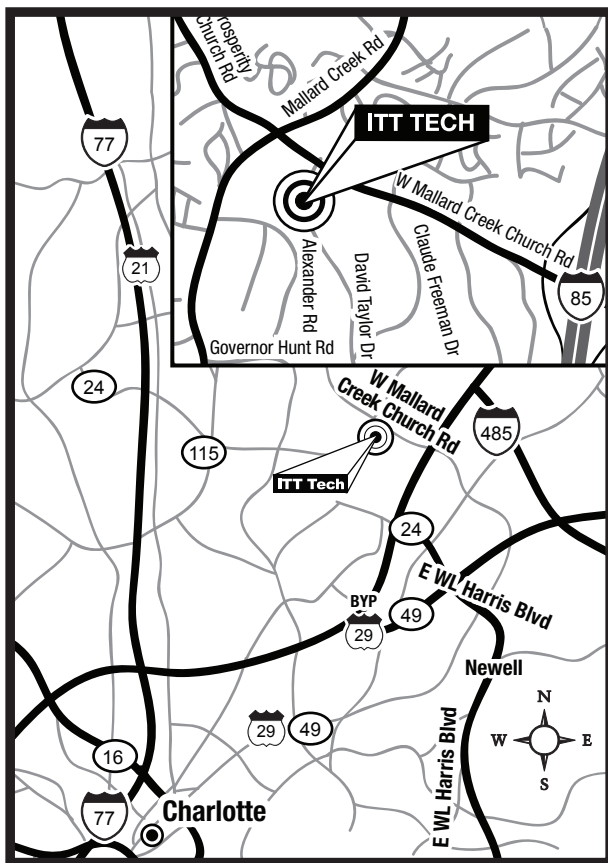 Prosperity
Church Rd
Mallard Creek Rd
ITT TECH
77
W Mallard Creek Church Rd
21
Alexander Rd
David Taylor Dr
Claude Freeman Dr
85
Governor Hunt Rd
24
W Mallard
Creek Church Rd
485
115
ITT Tech
24
E WL Harris Blvd
BYP
29
49
Newell
N
W
E
S
29
49
E WL Harris Blvd
16
77
Charlotte